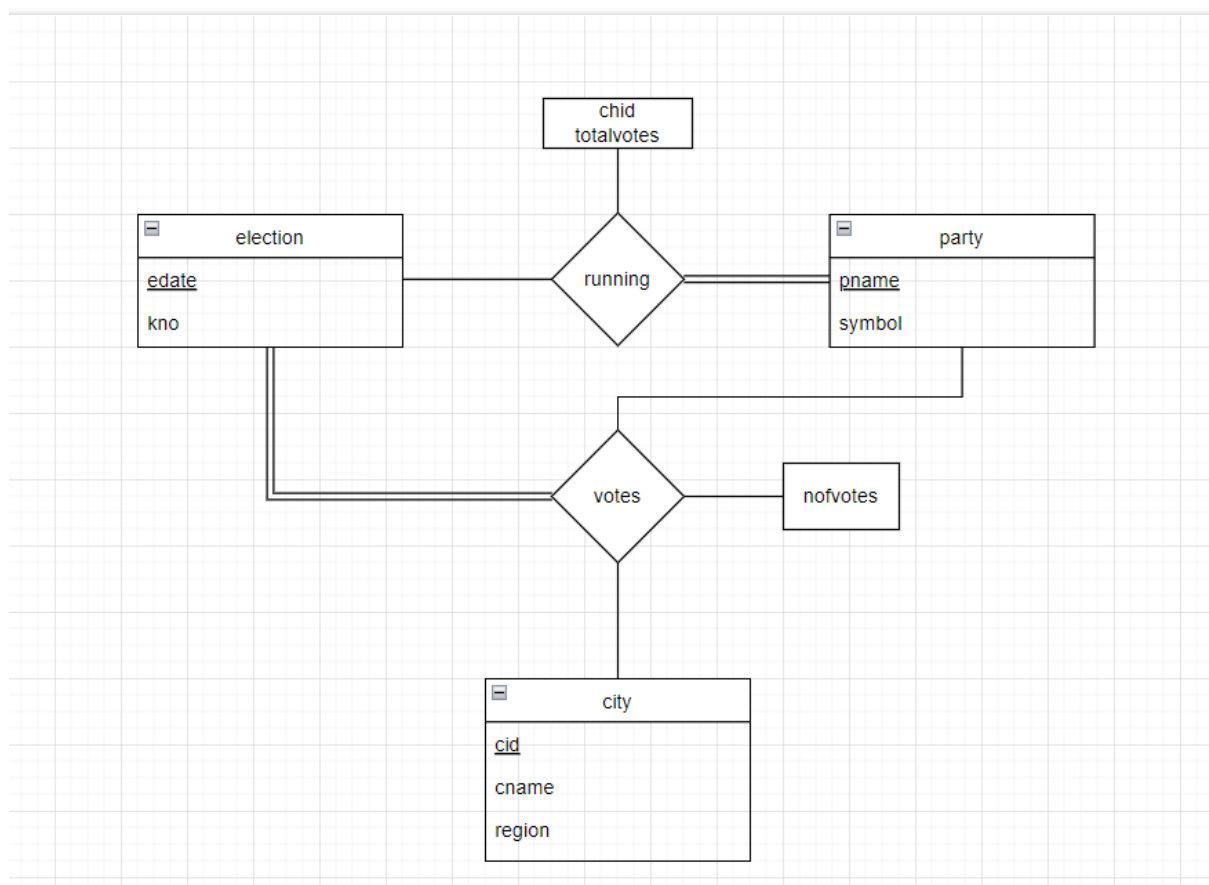 chid
totalvotes
election
edate
kno
running
party
pname
symbol
votes
nofvotes
city
cid
cname
region